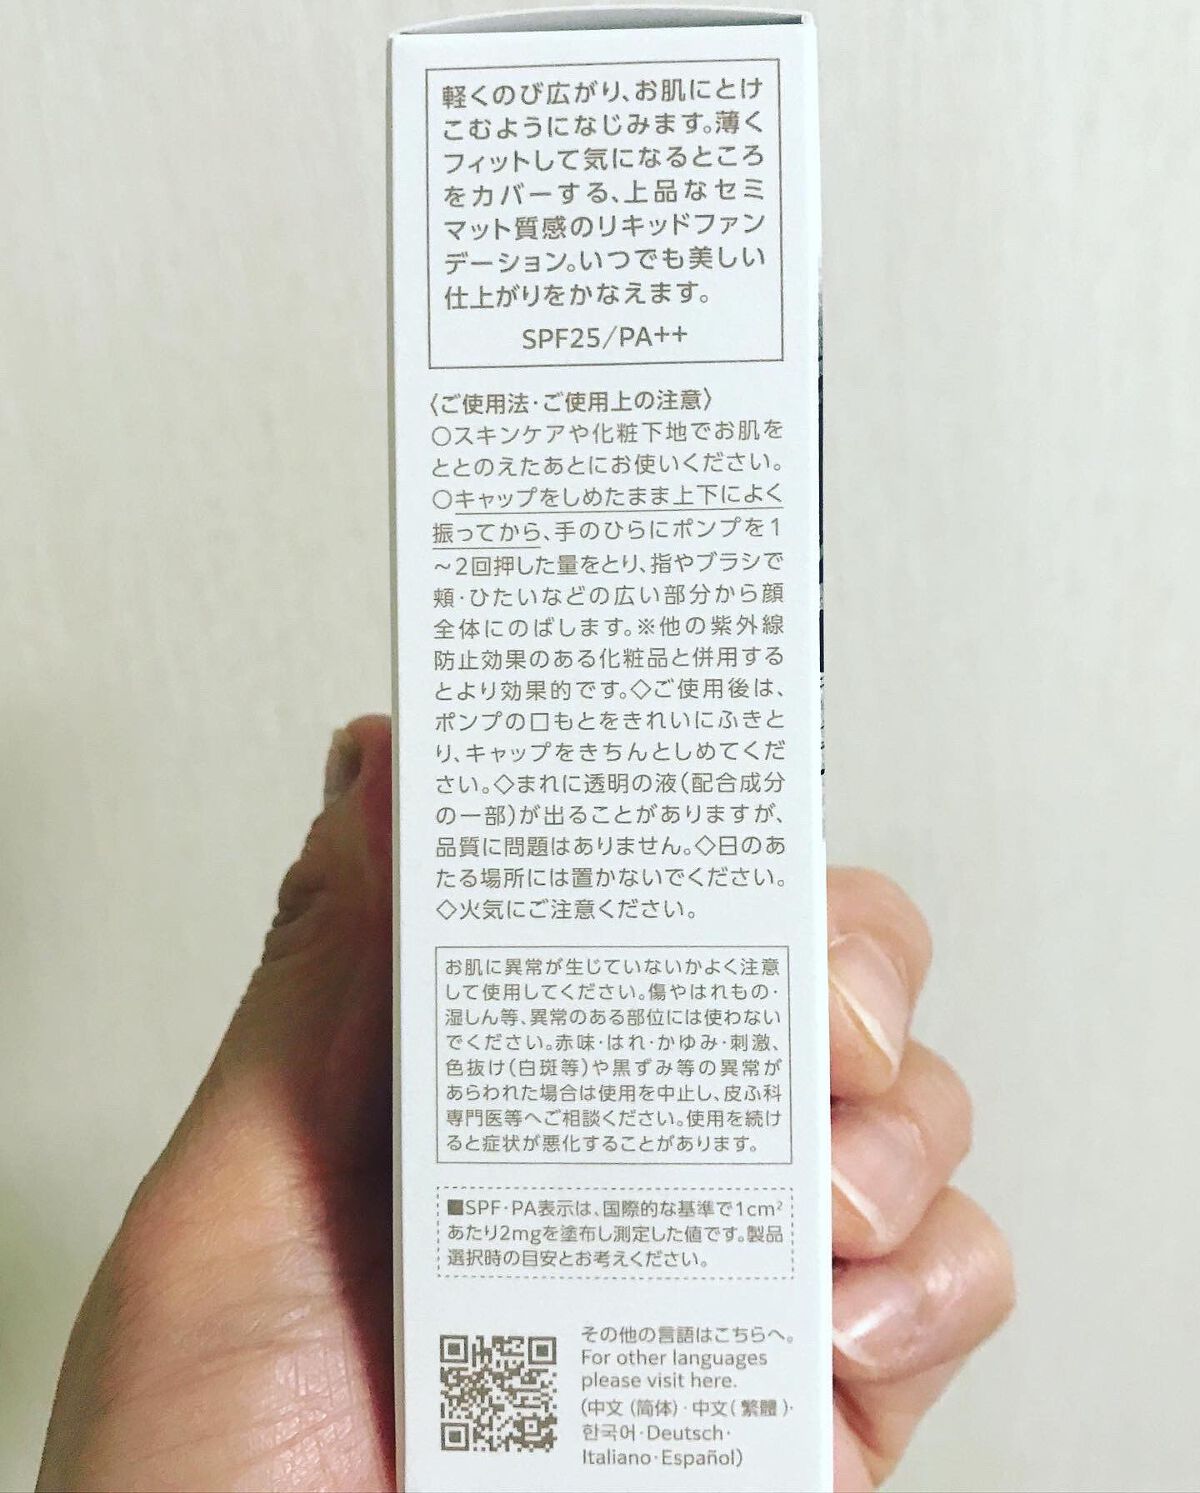 軽くのび広がり、お肌にとけ
こむようになじみます。薄く
フィットして気になるところ
をカバーする、上品なセミ
マット質感のリキッドファン
デーション。いつでも美しい
仕上がりをかなえます。
SPF25/PA++
〈ご使用法・ご使用上の注意〉
○スキンケアや化粧下地でお肌を
ととのえたあとにお使いください。
○キャップをしめたまま上下によく
振ってから、手のひらにポンプを1
～2回押した量をとり、指やブラシで
頬・ひたいなどの広い部分から顔
全体にのばします。※他の紫外線
防止効果のある化粧品と併用する
とより効果的です。◇ご使用後は、
ポンプの口もとをきれいにふきと
り、キャップをきちんとしめてくだ
さい。◇まれに透明の液(配合成分
の一部)が出ることがありますが、
品質に問題はありません。◇日のあ
たる場所には置かないでください。
◇火気にご注意ください。
お肌に異常が生じていないかよく注意
して使用してください。傷やはれもの・
湿しん等、異常のある部位には使わない
でください。赤味・はれ・かゆみ・刺激、
色抜け(白斑等)や黒ずみ等の異常が
あらわれた場合は使用を中止し、皮ふ科
専門医等へご相談ください。使用を続け
ると症状が悪化することがあります。
■SPF・PA表示は、国際的な基準で1cm²
あたり2mgを塗布し測定した値です。製品
選択時の目安とお考えください。
その他の言語はこちらへ。
For other languages
please visit here.
(中文(简体)・中文(繁體)・
한국어・Deutsch・
Italiano・Español)